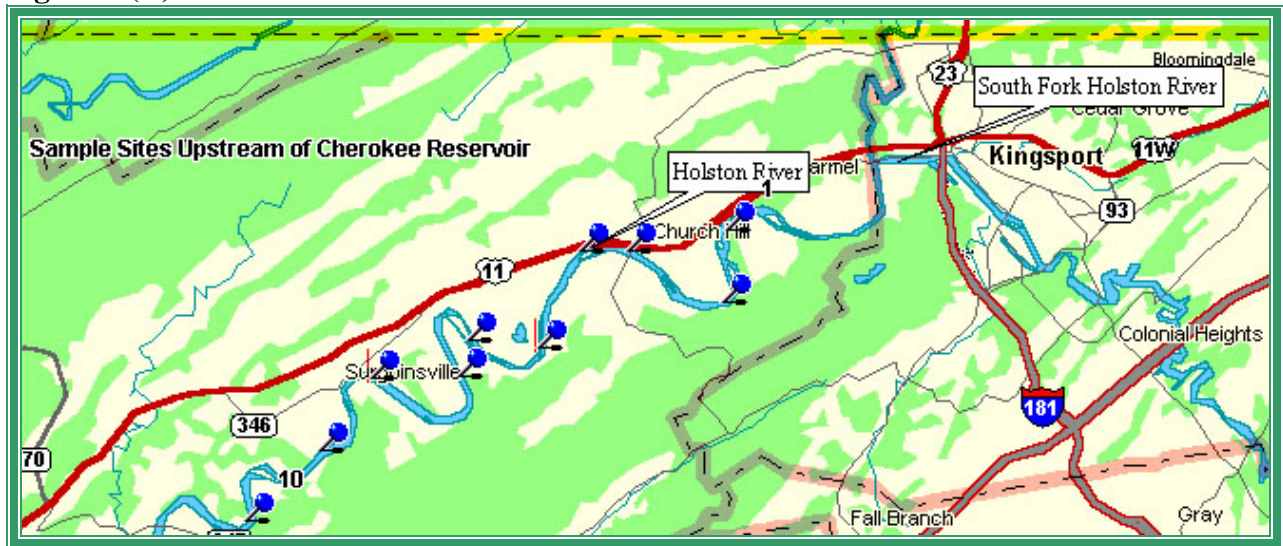 Bloomingdale
23
South Fork Holston River
Cedar Grove
Sample Sites Upstream of Cherokee Reservoir
Kingsport
11W
Holston River
armel
1
93
Church Hill
11
Colonial Heights
Surgoinsville
181
346
70
10
Fall Branch
Gray